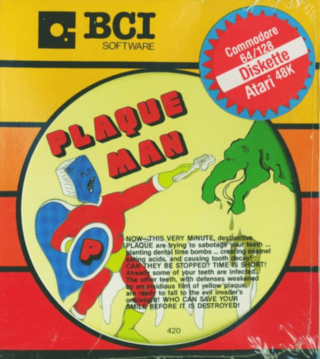 BCI
SOFTWARE
Commodore
64/128
Diskette
Atari 48K
PLAQUE
MAN
P
NOW—THIS VERY MINUTE, destructive
PLAQUE are trying to sabotage your teeth ...
planting dental time bombs ... creating enamel
eating acids, and causing tooth decay.
CAN THEY BE STOPPED? TIME IS SHORT!
Already some of your teeth are infected.
The other teeth, with defenses weakened
by an insidious film of yellow plaque
are ready to fall to the evil invader's
onslaught! WHO CAN SAVE YOUR
SMILE BEFORE IT IS DESTROYED!
420